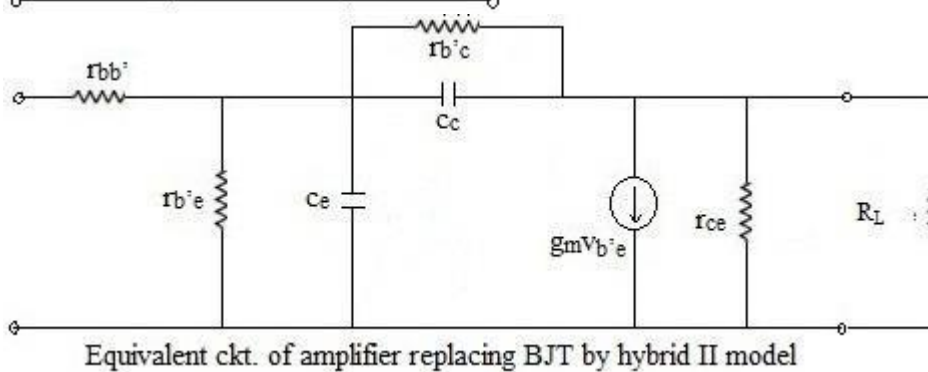 rb'c
rbb'
cc
rb'e
ce
gmvb'e
rce
RL
Equivalent ckt. of amplifier replacing BJT by hybrid II model